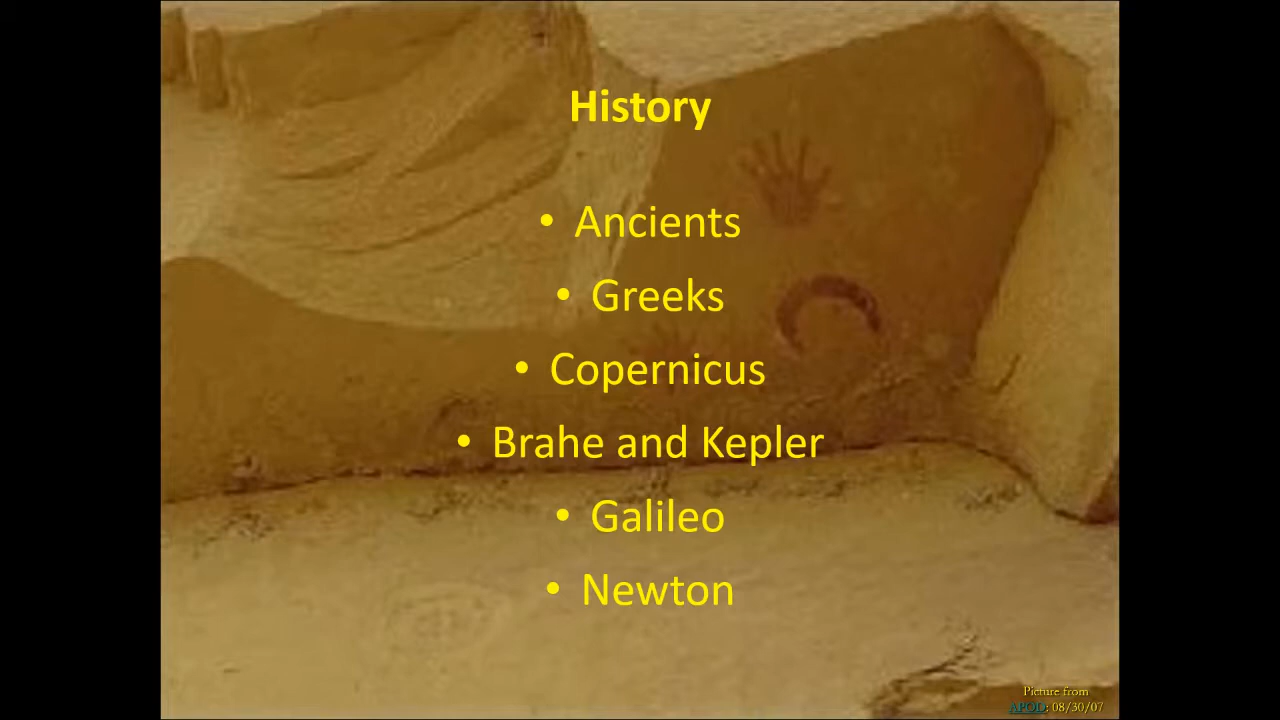 History
• Ancients
• Greeks
• Copernicus
• Brahe and Kepler
• Galileo
• Newton
Picture from
APOD: 08/30/07